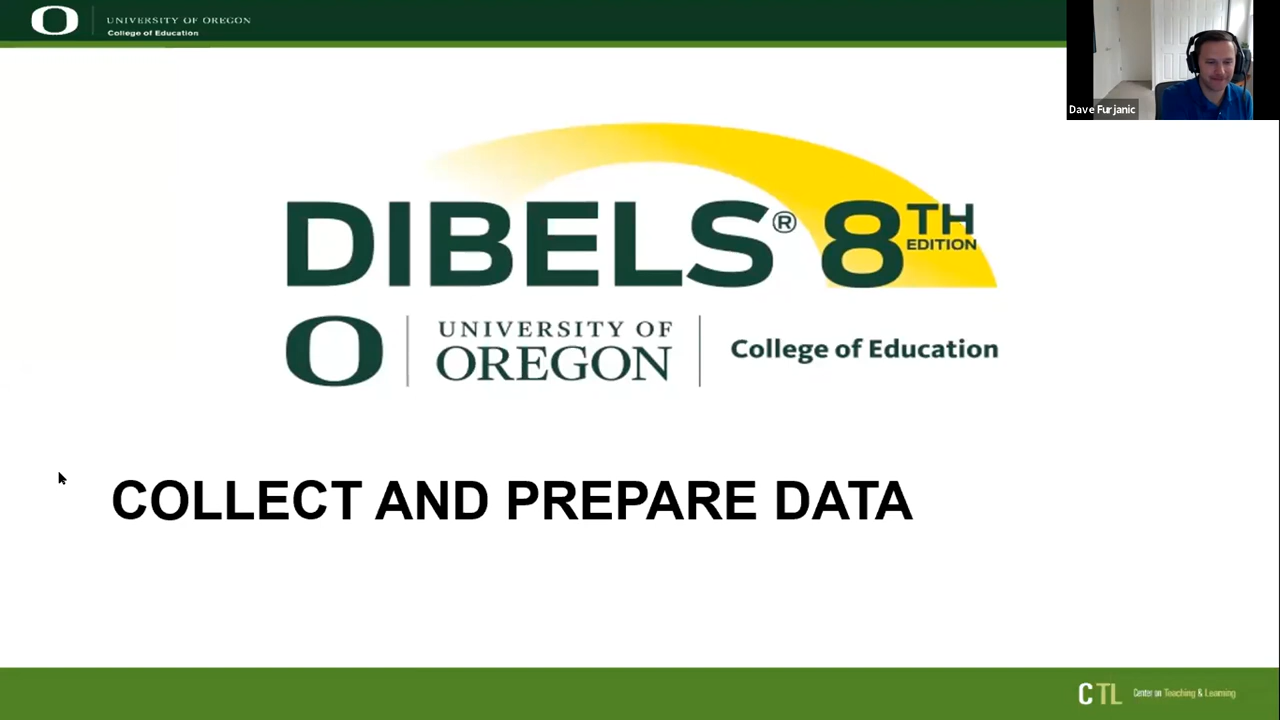 UNIVERSITY OF OREGON
College of Education
Dave Furjanic
DIBELS® 8TH
EDITION
UNIVERSITY OF
OREGON
College of Education
COLLECT AND PREPARE DATA
CTL Center on Teaching & Learning